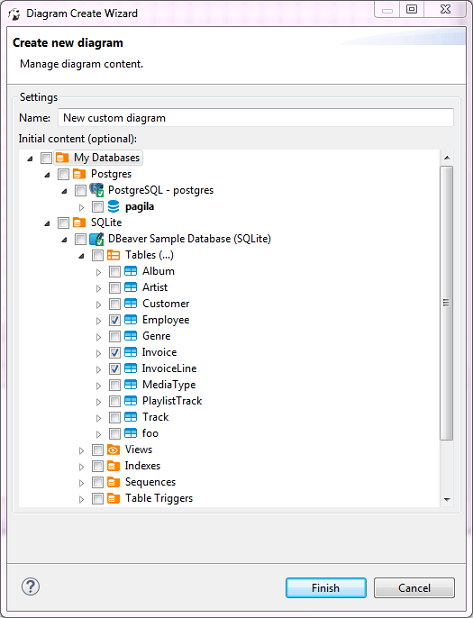 Diagram Create Wizard
Create new diagram
Manage diagram content.
Settings
Name: New custom diagram
Initial content (optional):
My Databases
Postgres
PostgreSQL - postgres
pagila
SQLite
DBeaver Sample Database (SQLite)
Tables (...)
Album
Artist
Customer
Employee
Genre
Invoice
InvoiceLine
MediaType
PlaylistTrack
Track
foo
Views
Indexes
Sequences
Table Triggers
Finish
Cancel